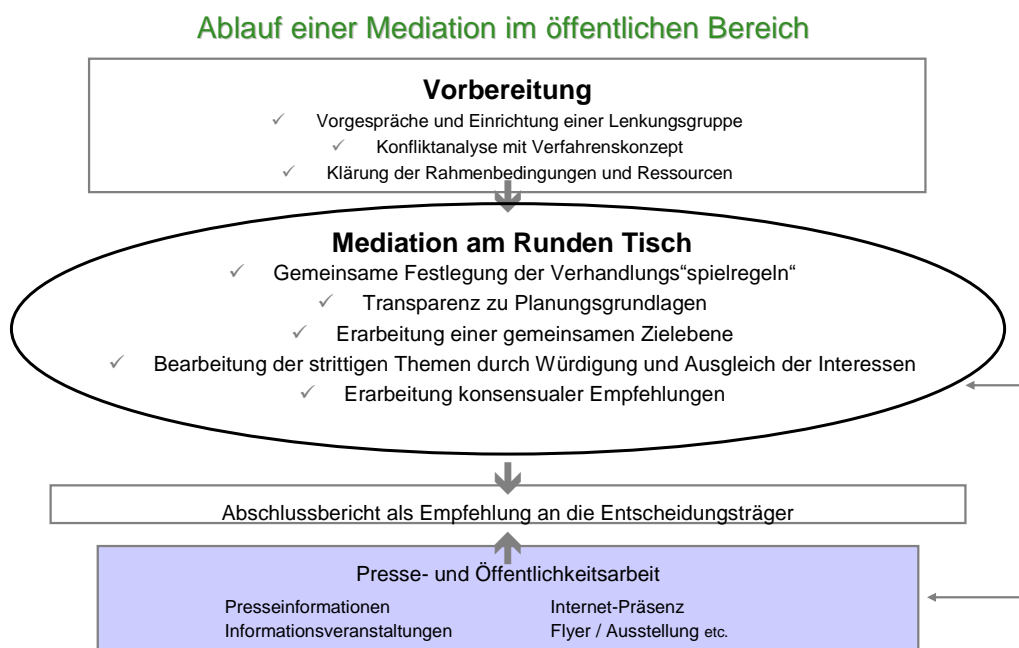 Ablauf einer Mediation im öffentlichen Bereich
Vorbereitung
✓ Vorgespräche und Einrichtung einer Lenkungsgruppe
✓ Konfliktanalyse mit Verfahrenskonzept
✓ Klärung der Rahmenbedingungen und Ressourcen
Mediation am Runden Tisch
✓ Gemeinsame Festlegung der Verhandlungs“spielregeln“
✓ Transparenz zu Planungsgrundlagen
✓ Erarbeitung einer gemeinsamen Zielebene
✓ Bearbeitung der strittigen Themen durch Würdigung und Ausgleich der Interessen
✓ Erarbeitung konsensualer Empfehlungen
Abschlussbericht als Empfehlung an die Entscheidungsträger
Presse- und Öffentlichkeitsarbeit
Presseinformationen Internet-Präsenz
Informationsveranstaltungen Flyer / Ausstellung etc.